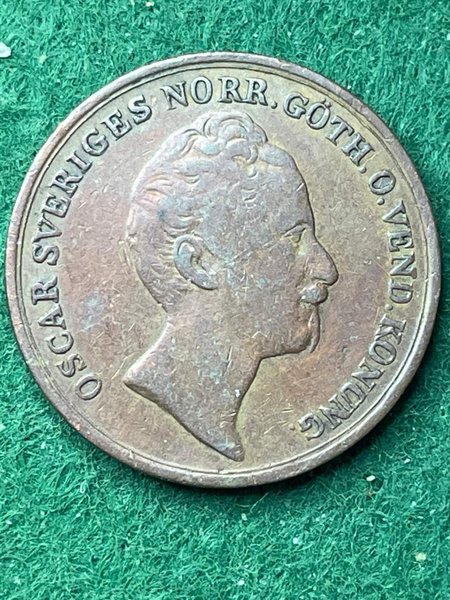 OSCAR SVERIGES NORR. GÖTH. O. VEND. KONUNG.